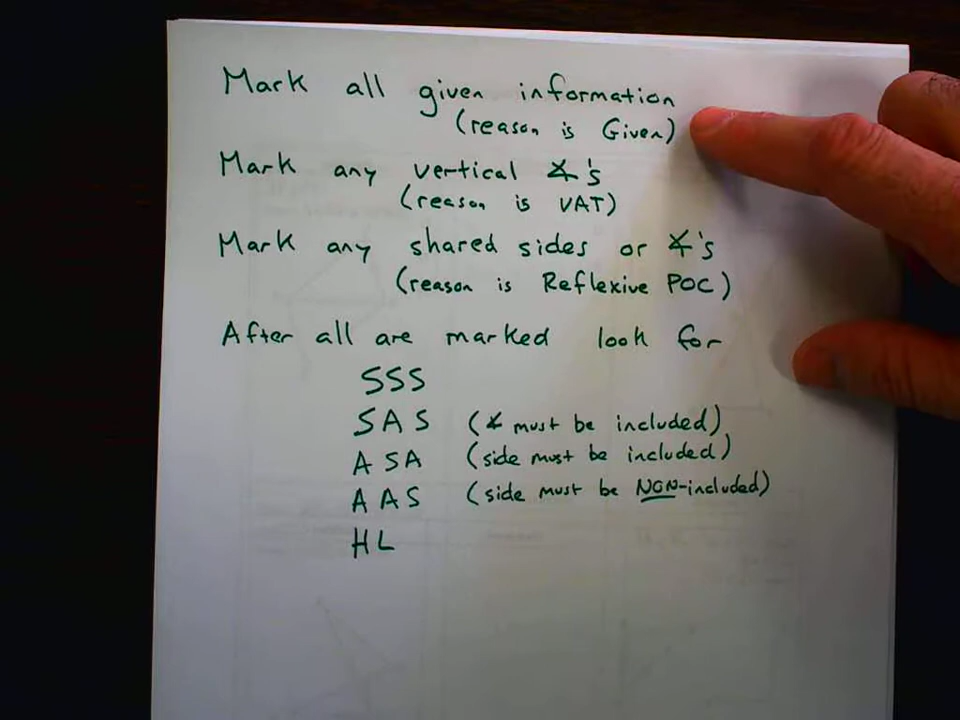 Mark all given information
(reason is Given)
Mark any vertical ∡'s
(reason is VAT)
Mark any shared sides or ∡'s
(reason is Reflexive POC)
After all are marked look for
SSS
SAS (∡ must be included)
ASA (side must be included)
AAS (side must be NON-included)
HL